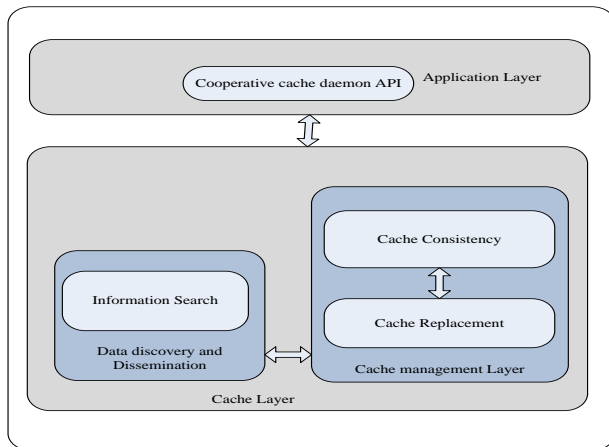 Cooperative cache daemon API
Application Layer
Cache Consistency
Information Search
Cache Replacement
Data discovery and
Dissemination
Cache management Layer
Cache Layer